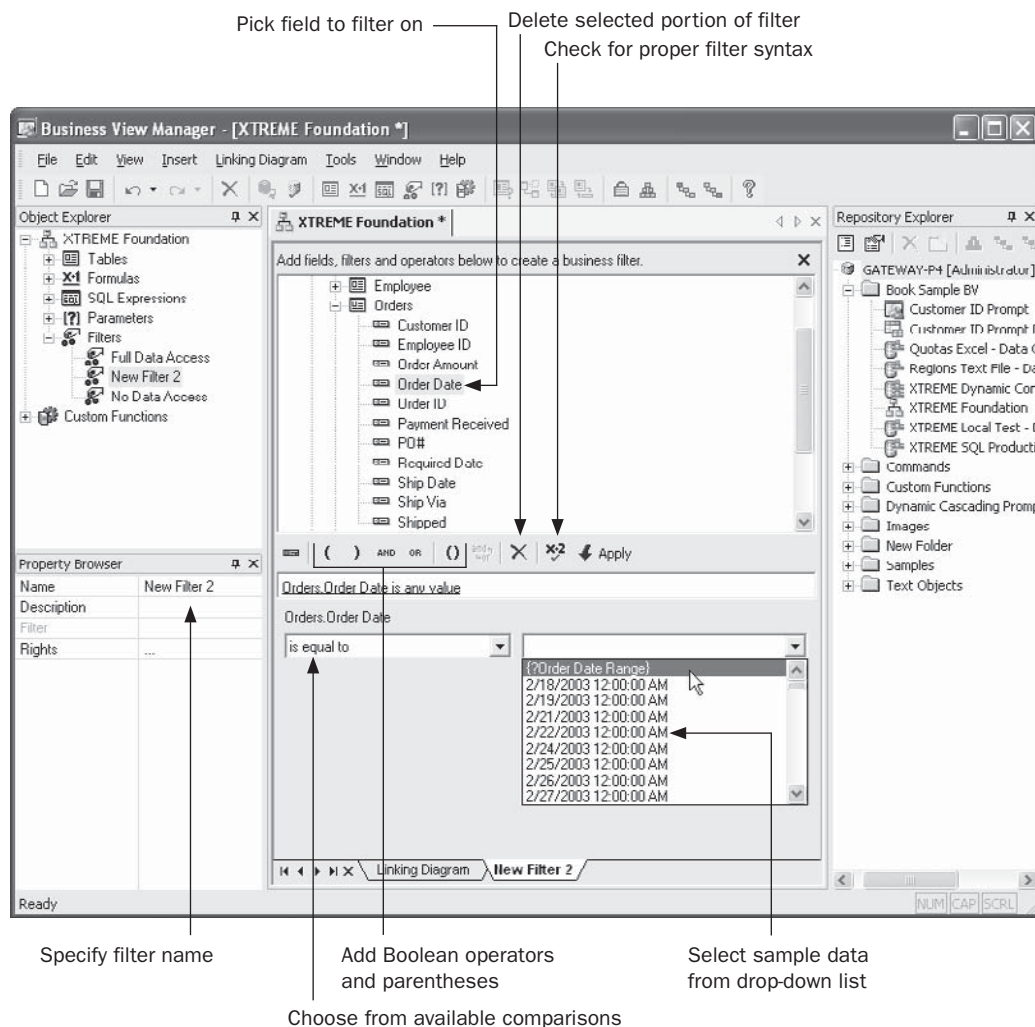 Pick field to filter on
Delete selected portion of filter
Check for proper filter syntax
Business View Manager - [XTREME Foundation *]
File Edit View Insert Linking Diagram Tools Window Help
Object Explorer
XTREME Foundation
Tables
Formulas
SQL Expressions
Parameters
Filters
Full Data Access
New Filter 2
No Data Access
Custom Functions
Property Browser
Name New Filter 2
Description
Filter
Rights ...
XTREME Foundation *
Add fields, filters and operators below to create a business filter.
Employee
Orders
Customer ID
Employee ID
Order Amount
Order Date
Order ID
Payment Received
PO#
Required Date
Ship Date
Ship Via
Shipped
( ) AND OR () X+2 Apply
Orders.Order Date is any value
Orders.Order Date
is equal to
{?Order Date Range}
2/18/2003 12:00:00 AM
2/19/2003 12:00:00 AM
2/21/2003 12:00:00 AM
2/22/2003 12:00:00 AM
2/24/2003 12:00:00 AM
2/25/2003 12:00:00 AM
2/26/2003 12:00:00 AM
2/27/2003 12:00:00 AM
Linking Diagram New Filter 2
Repository Explorer
GATEWAY-P4 [Administrator]
Book Sample BV
Customer ID Prompt
Customer ID Prompt
Quotas Excel - Data
Regions Text File - Da
XTREME Dynamic Con
XTREME Foundation
XTREME Local Test -
XTREME SQL Producti
Commands
Custom Functions
Dynamic Cascading Promp
Images
New Folder
Samples
Text Objects
Ready
NUM CAP SCRL
Specify filter name
Add Boolean operators
and parentheses
Select sample data
from drop-down list
Choose from available comparisons